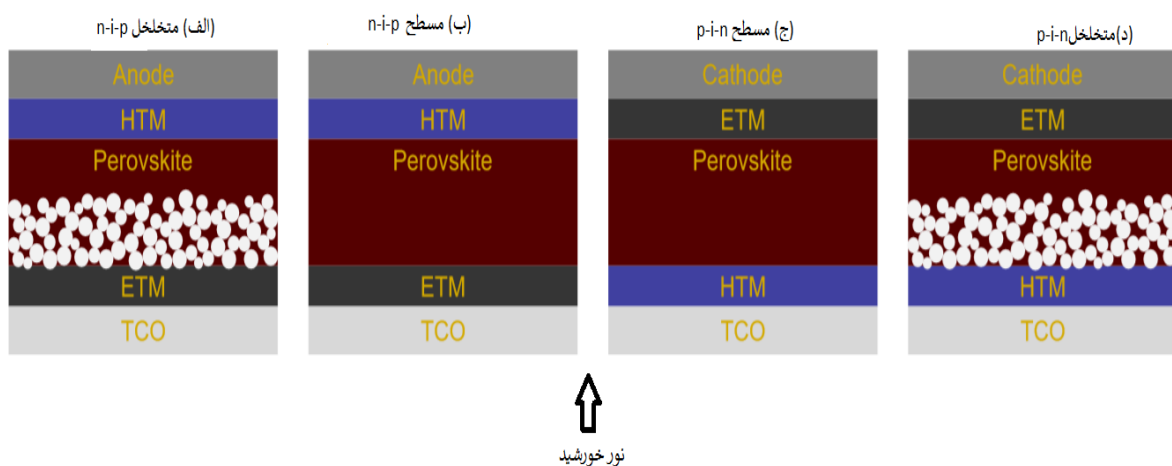 (الف) متخلخل n-i-p
(ب) مسطح n-i-p
(ج) مسطح p-i-n
(د)متخلخل p-i-n
Anode
HTM
Perovskite
ETM
TCO
Anode
HTM
Perovskite
ETM
TCO
Cathode
ETM
Perovskite
HTM
TCO
Cathode
ETM
Perovskite
HTM
TCO
نور خورشید